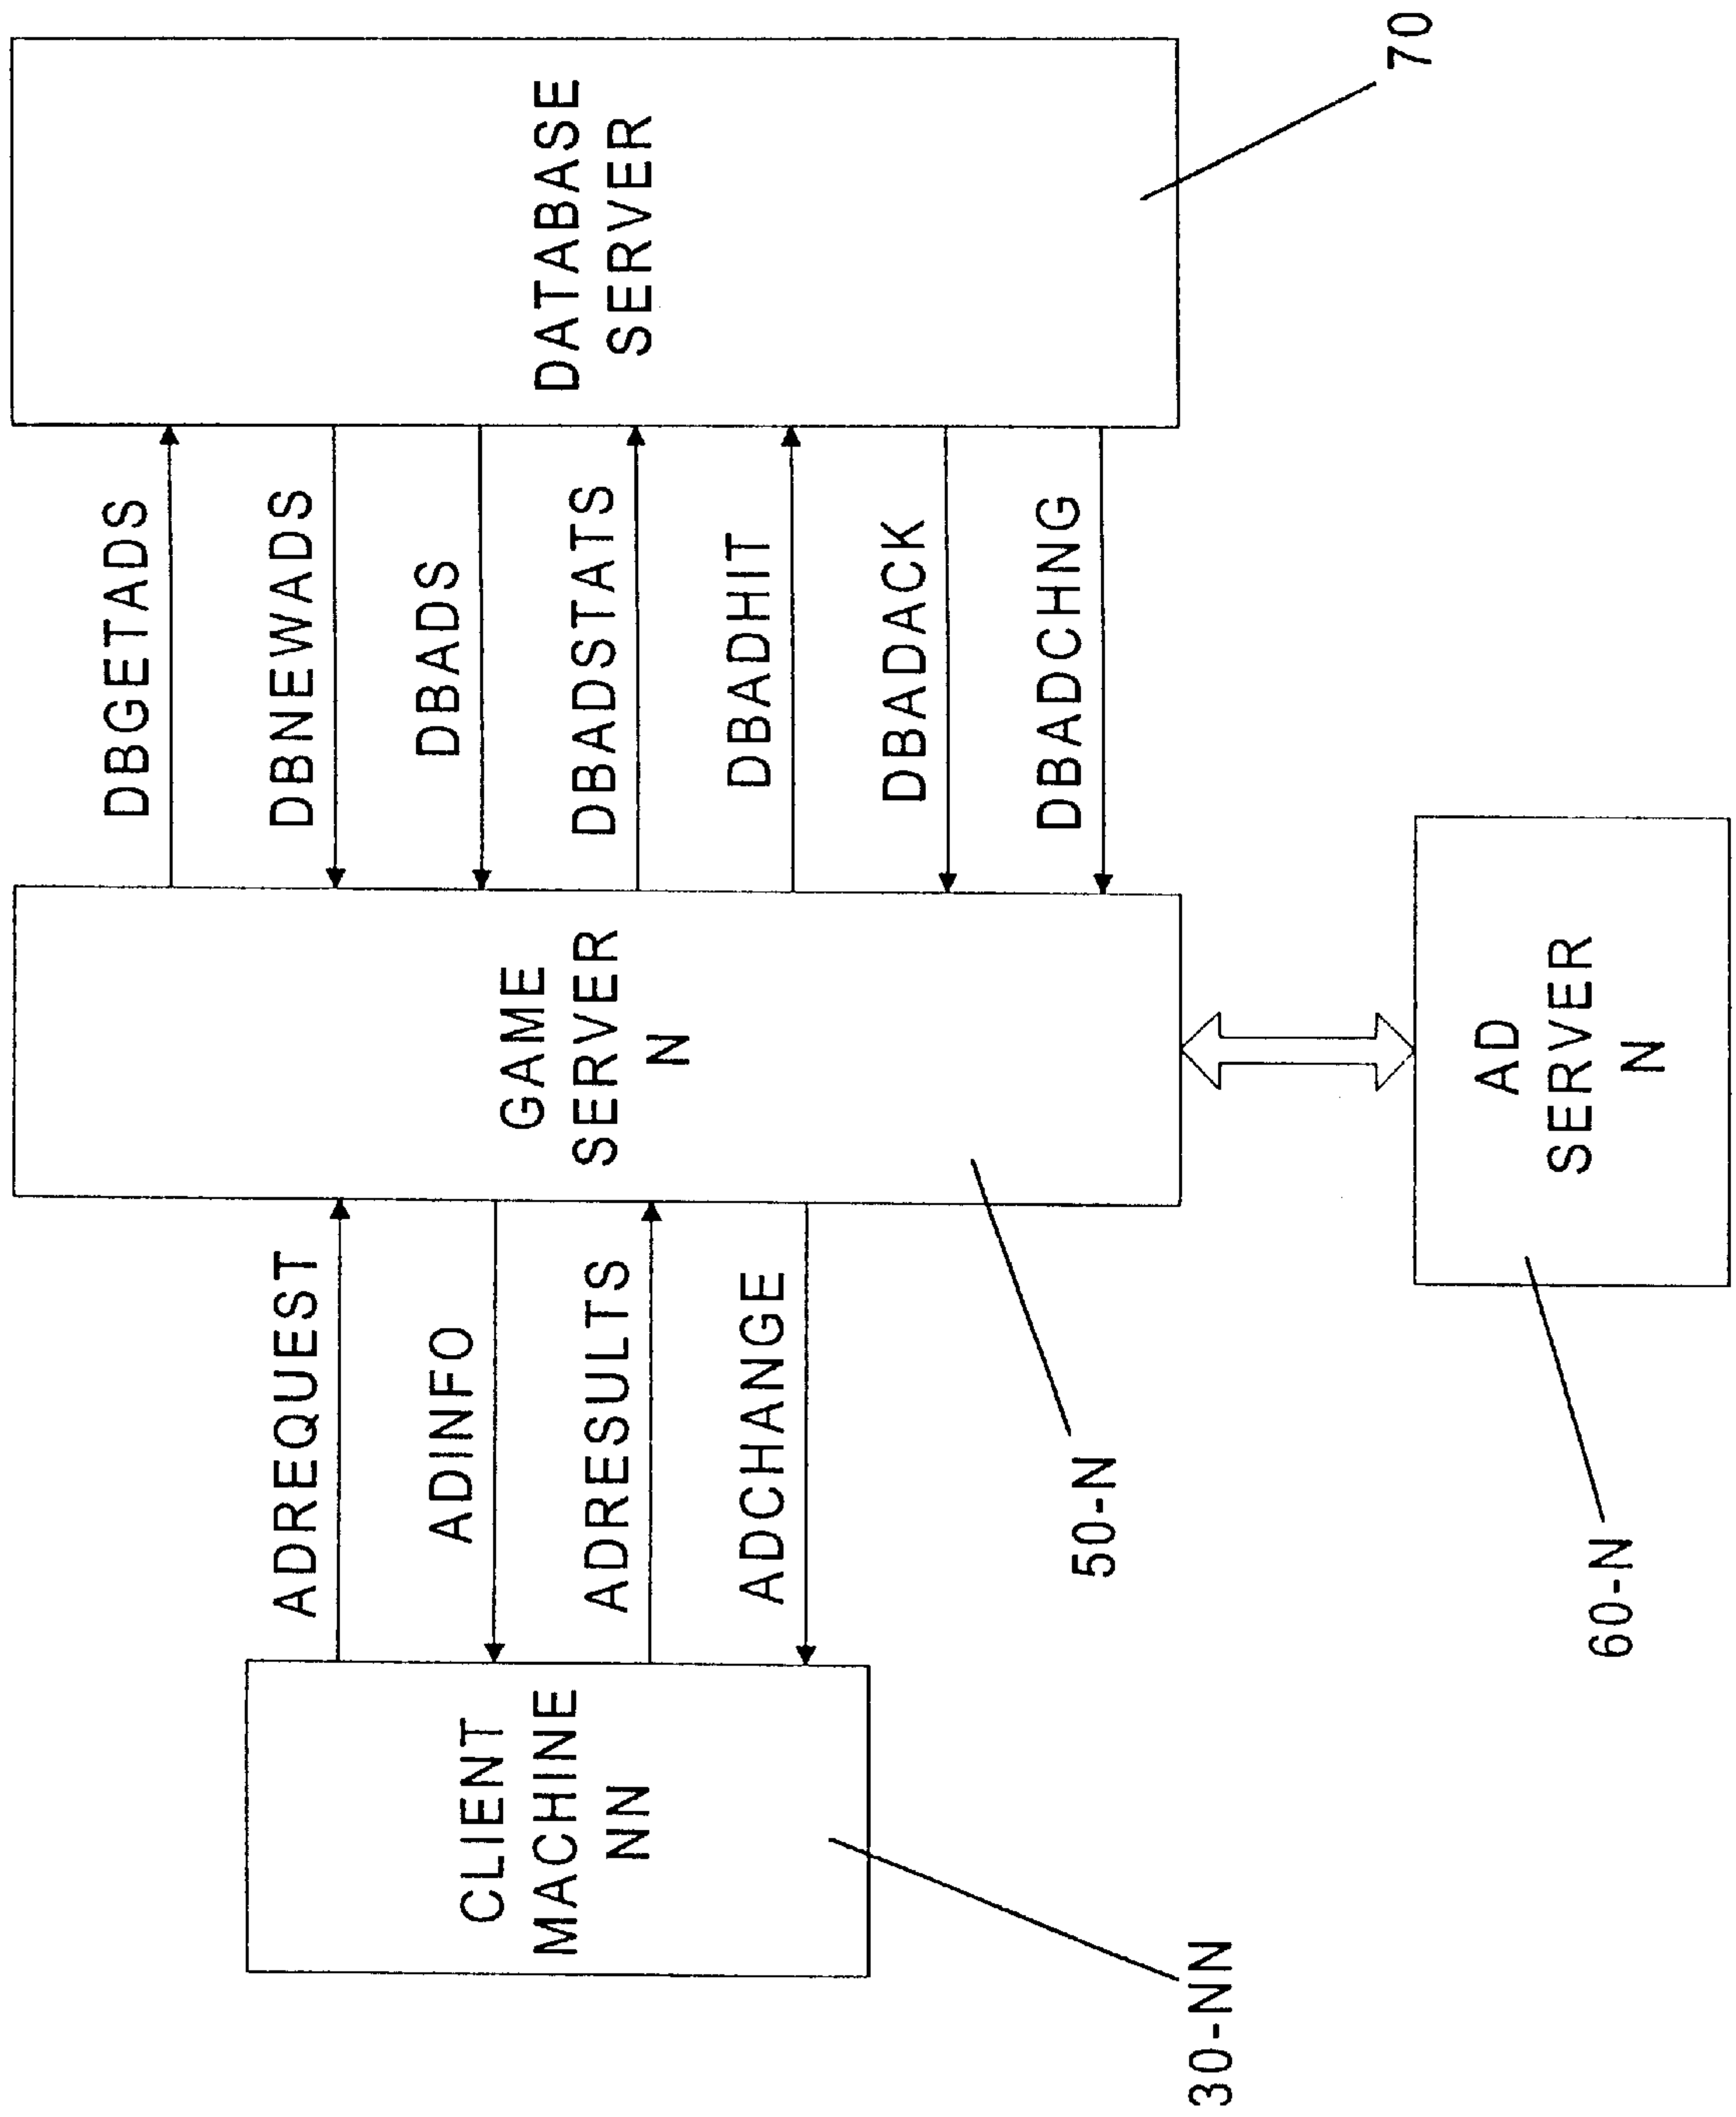 CLIENT
MACHINE
NN
ADREQUEST
ADINFO
ADRESULTS
ADCHANGE
GAME
SERVER
N
DBGETADS
DBNEWADS
DBADS
DBADSTATS
DBADHIT
DBADACK
DBADCHNG
DATABASE
SERVER
AD
SERVER
N
30-NN
50-N
60-N
70